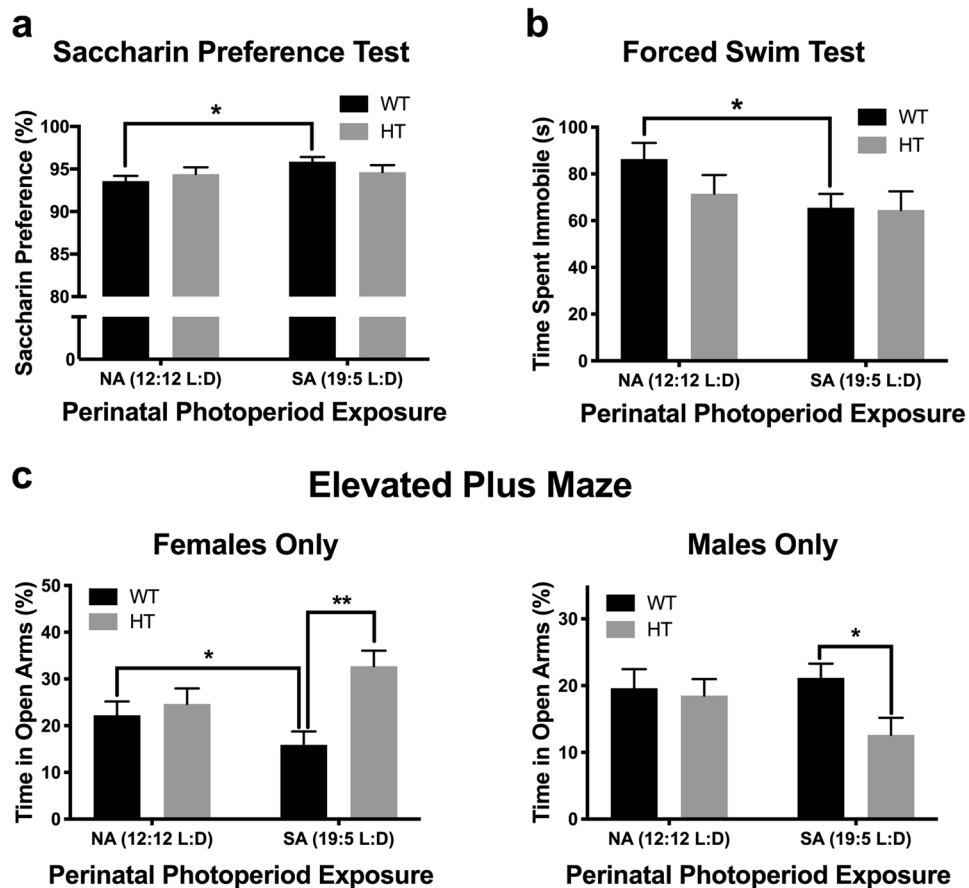 a
Saccharin Preference Test
*
WT
HT
Saccharin Preference (%)
100
95
90
85
80
0
NA (12:12 L:D)
SA (19:5 L:D)
Perinatal Photoperiod Exposure
b
Forced Swim Test
*
WT
HT
Time Spent Immobile (s)
100
80
60
40
20
0
NA (12:12 L:D)
SA (19:5 L:D)
Perinatal Photoperiod Exposure
c
Elevated Plus Maze
Females Only
WT
HT
*
**
Time in Open Arms (%)
50
40
30
20
10
0
NA (12:12 L:D)
SA (19:5 L:D)
Perinatal Photoperiod Exposure
Males Only
WT
HT
*
Time in Open Arms (%)
30
20
10
0
NA (12:12 L:D)
SA (19:5 L:D)
Perinatal Photoperiod Exposure